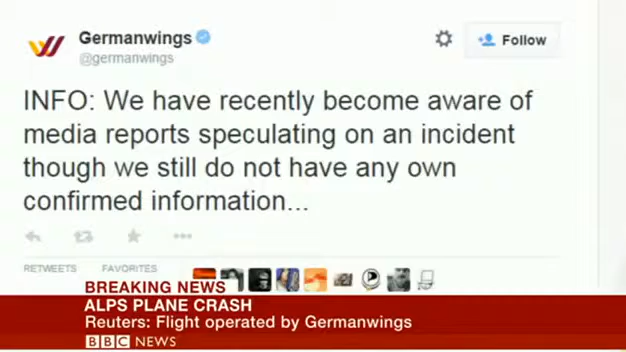 Germanwings
@germanwings
Follow
INFO: We have recently become aware of
media reports speculating on an incident
though we still do not have any own
confirmed information...
RETWEETS FAVORITES
BREAKING NEWS
ALPS PLANE CRASH
Reuters: Flight operated by Germanwings
BBC NEWS